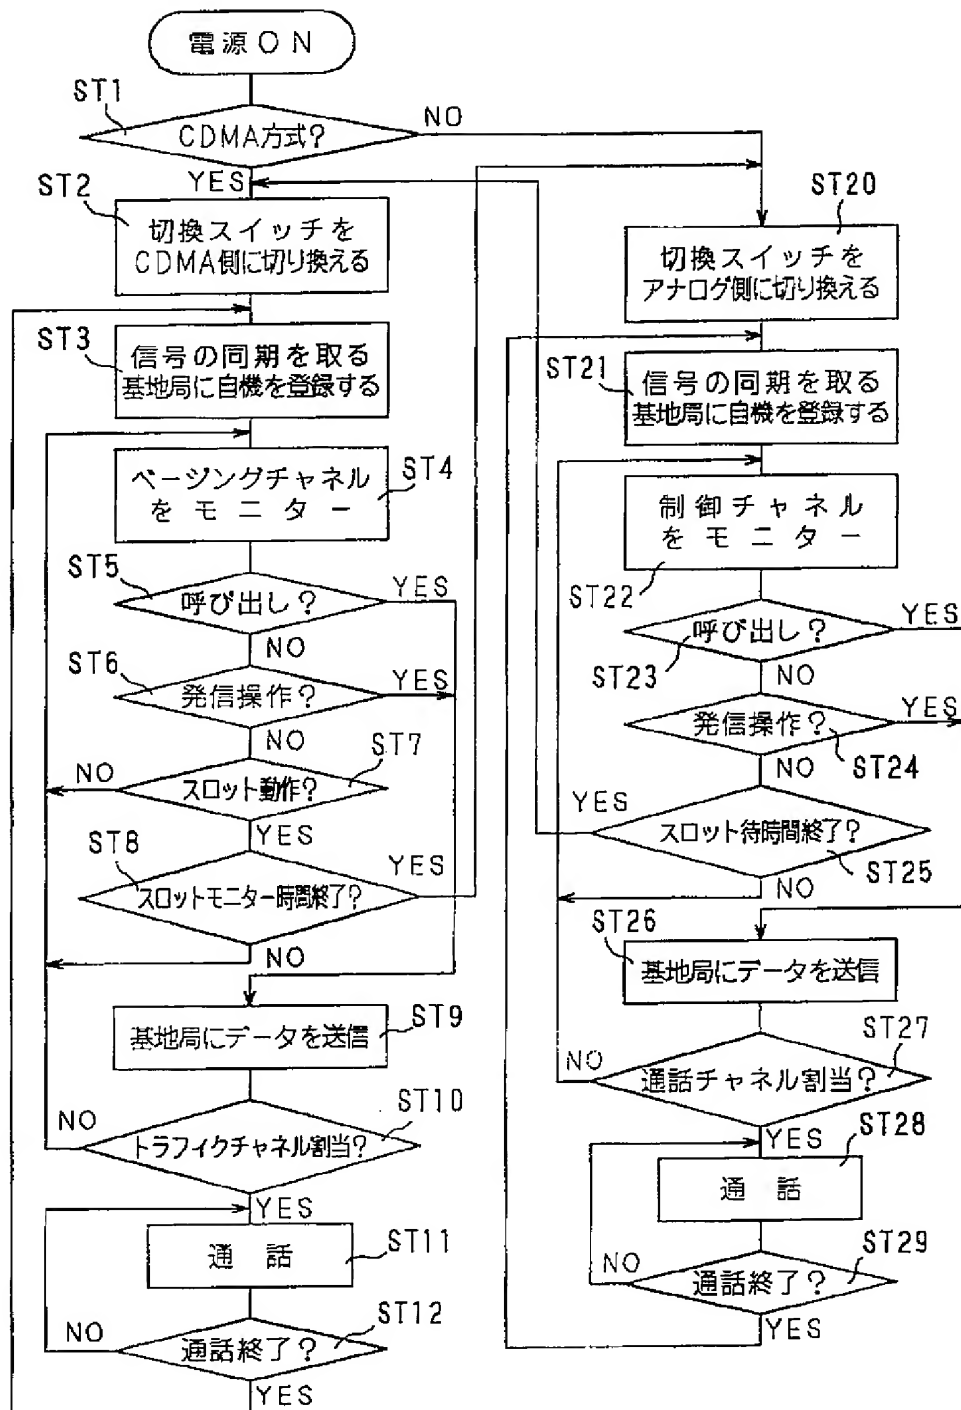 電源ON
ST1
CDMA方式?
NO
YES
ST2
切換スイッチを
CDMA側に切り換える
ST3
信号の同期を取る
基地局に自機を登録する
ST4
ページングチャネル
をモニター
ST5
呼び出し?
YES
NO
ST6
発信操作?
YES
NO
ST7
スロット動作?
NO
YES
ST8
スロットモニター時間終了?
YES
NO
ST9
基地局にデータを送信
ST10
トラフィクチャネル割当?
NO
YES
ST11
通話
ST12
通話終了?
NO
YES
ST20
切換スイッチを
アナログ側に切り換える
ST21
信号の同期を取る
基地局に自機を登録する
制御チャネル
をモニター
ST22
呼び出し?
YES
ST23
NO
発信操作?
YES
ST24
NO
スロット待時間終了?
YES
ST25
NO
ST26
基地局にデータを送信
ST27
通話チャネル割当?
NO
YES
ST28
通話
ST29
通話終了?
NO
YES